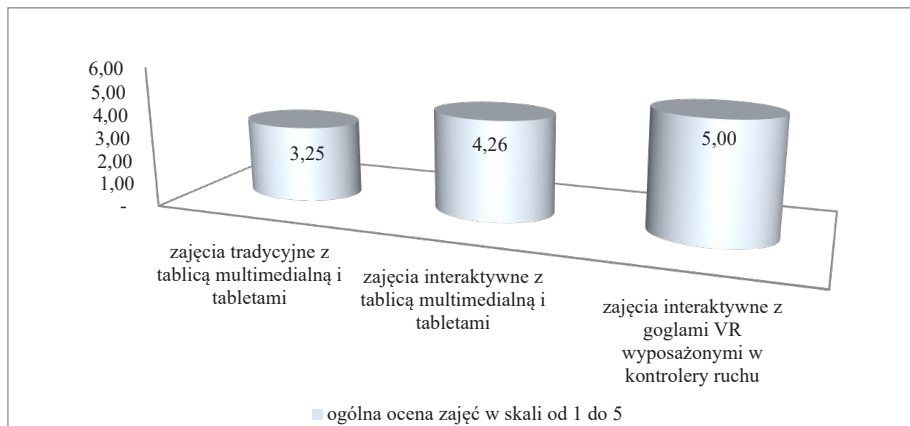 6,00
5,00
4,00
3,00
2,00
1,00
-
3,25
4,26
5,00
zajęcia tradycyjne z
tablicą multimedialną i
tabletami
zajęcia interaktywne z
tablicą multimedialną i
tabletami
zajęcia interaktywne z
goglami VR
wyposażonymi w
kontrolery ruchu
ogólna ocena zajęć w skali od 1 do 5